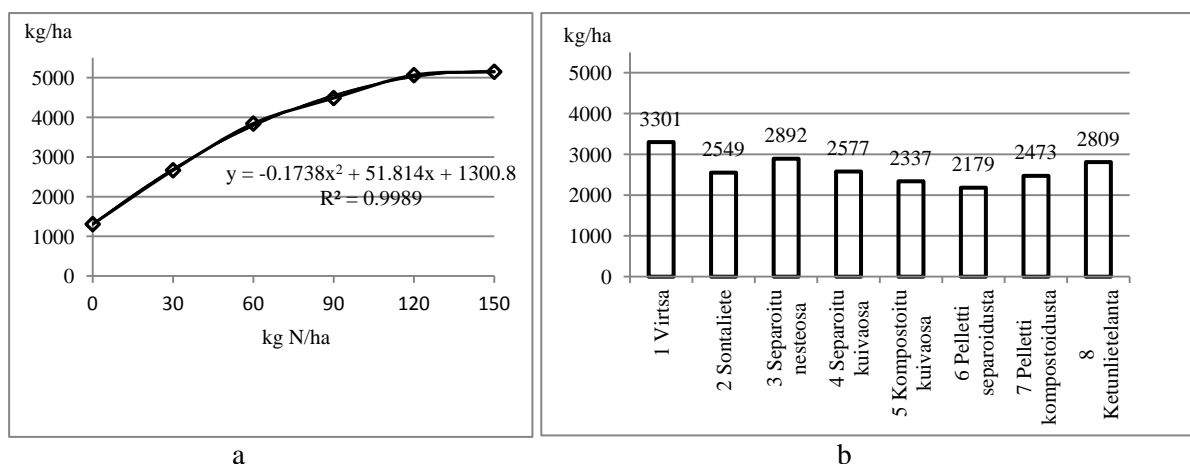 kg/ha
5000
4000
3000
2000
1000
0
y = -0.1738x² + 51.814x + 1300.8
R² = 0.9989
0 30 60 90 120 150
kg N/ha
a
kg/ha
5000
4000
3000
2000
1000
0
3301 2549 2892 2577 2337 2179 2473 2809
1 Virtsa
2 Sontaliete
3 Separoitu
nesteosa
4 Separoitu
kuivaosa
5 Kompostoitu
kuivaosa
6 Pelletti
separoidusta
7 Pelletti
kompostoidusta
8
Ketunlietelanta
b